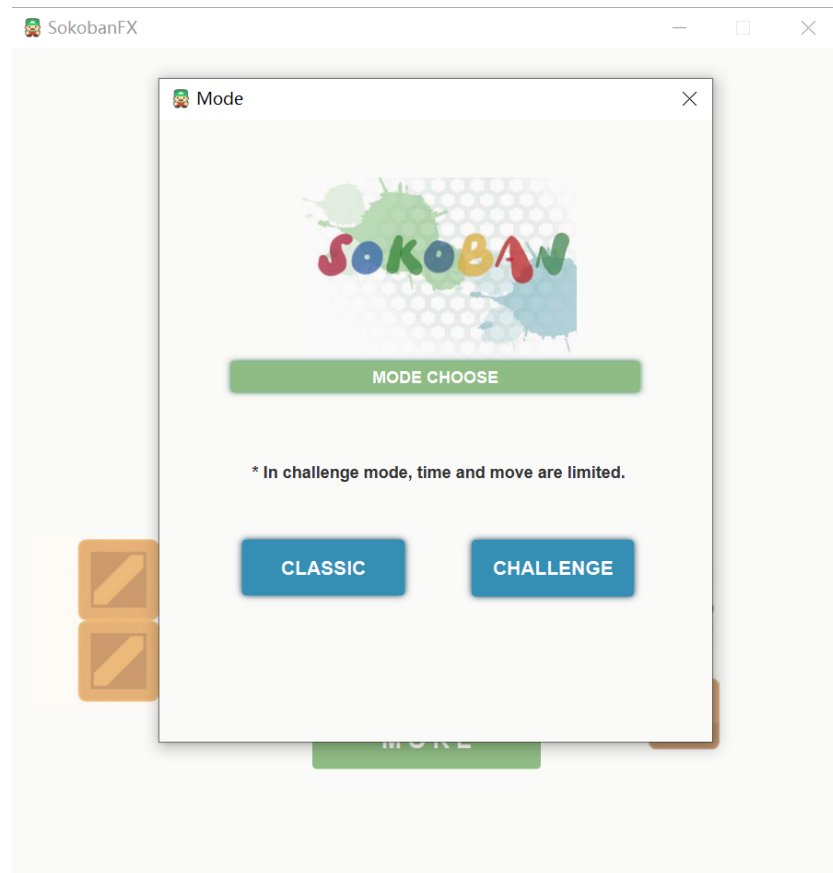 SokobanFX
Mode
SOKOBAN
MODE CHOOSE
* In challenge mode, time and move are limited.
CLASSIC CHALLENGE
MORE